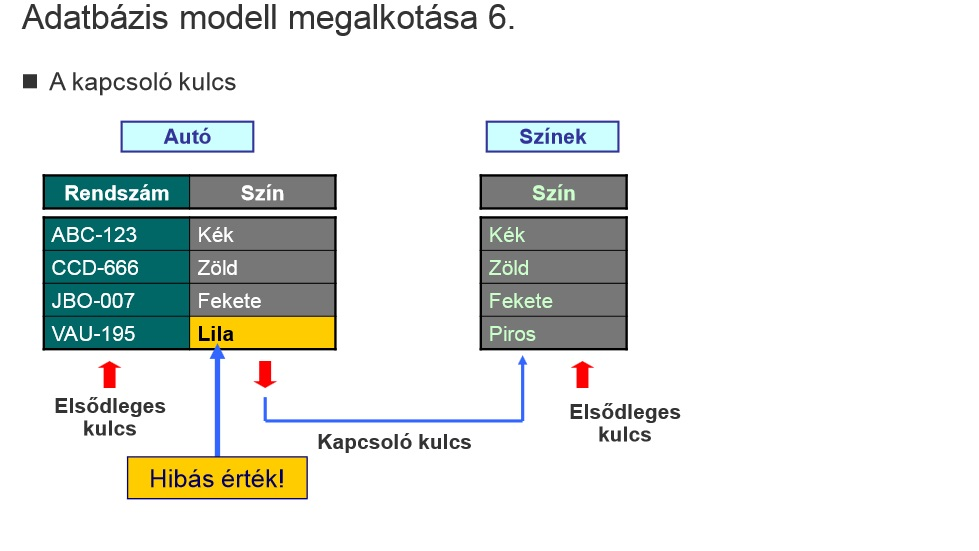 Adatbázis modell megalkotása 6.
A kapcsoló kulcs
Autó
Színek
Rendszám Szín
Szín
ABC-123 Kék
Kék
CCD-666 Zöld
Zöld
JBO-007 Fekete
Fekete
VAU-195 Lila
Piros
Elsődleges
kulcs
Elsődleges
kulcs
Kapcsoló kulcs
Hibás érték!